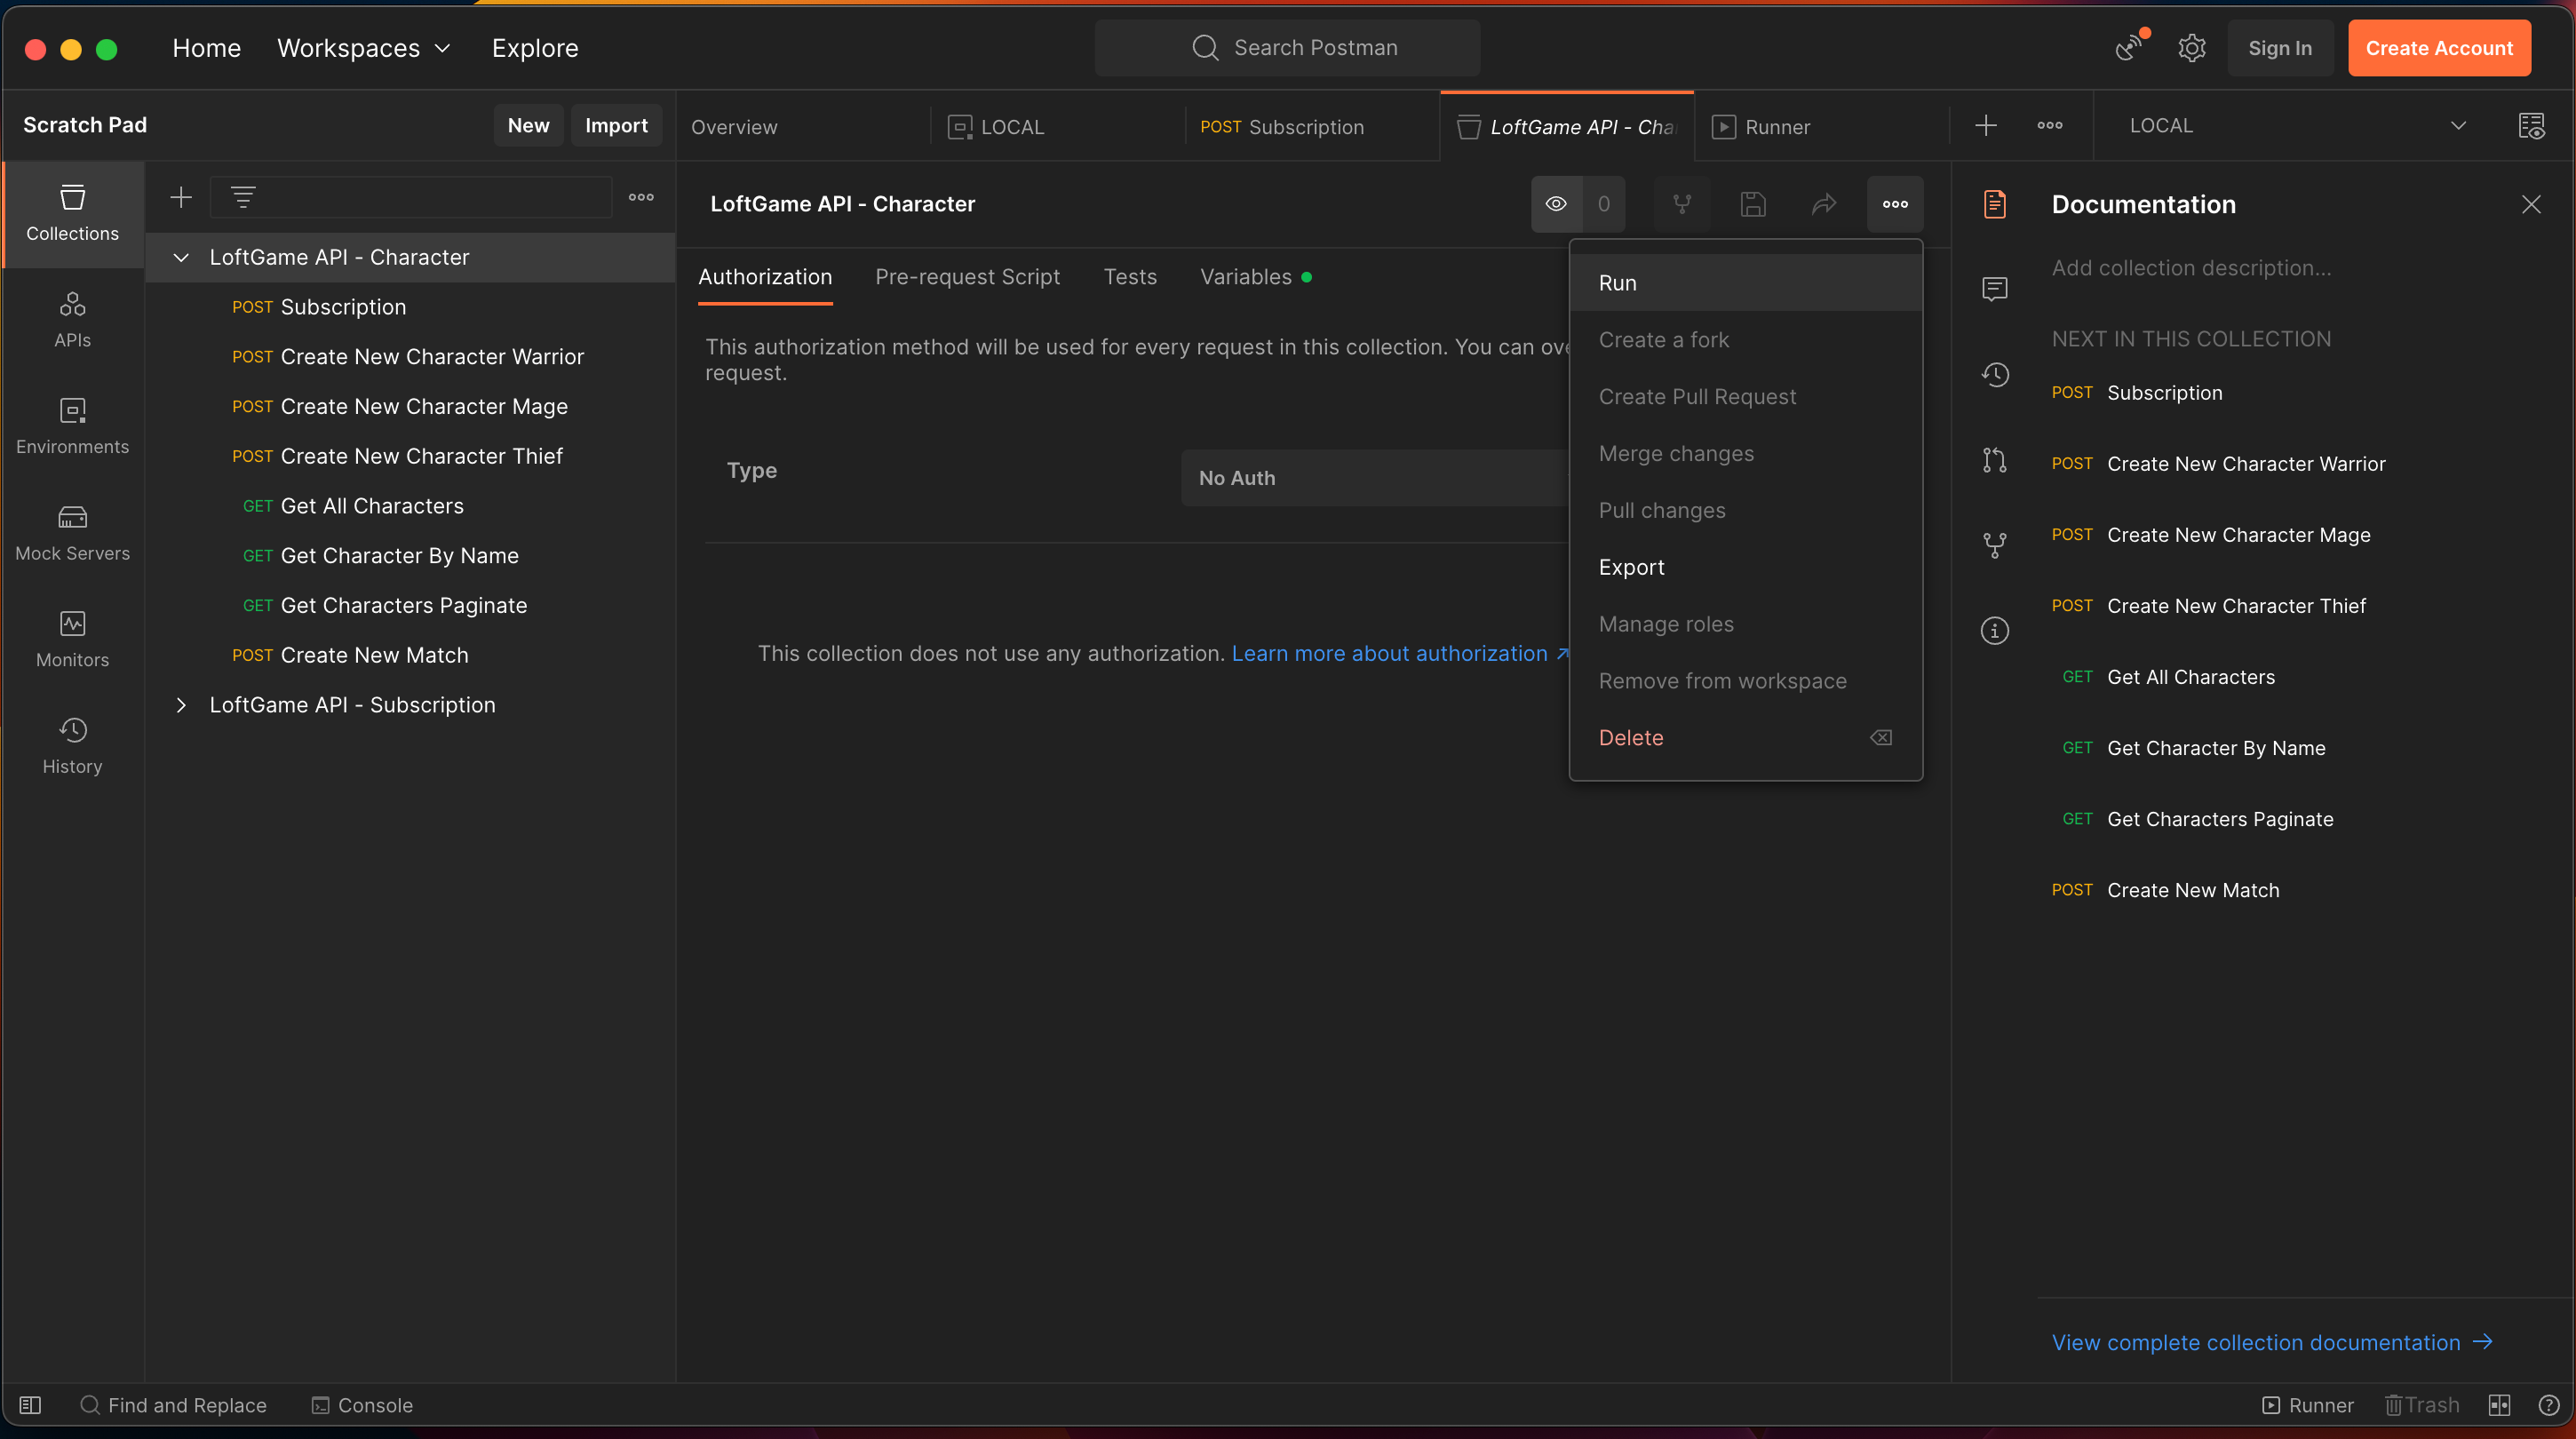 Home Workspaces Explore
Search Postman
Sign In
Create Account
Scratch Pad
New
Import
Overview
LOCAL
POST Subscription
LoftGame API - Cha
Runner
LOCAL
Collections
APIs
Environments
Mock Servers
Monitors
History
LoftGame API - Character
POST Subscription
POST Create New Character Warrior
POST Create New Character Mage
POST Create New Character Thief
GET Get All Characters
GET Get Character By Name
GET Get Characters Paginate
POST Create New Match
LoftGame API - Subscription
LoftGame API - Character
0
Authorization Pre-request Script Tests Variables
This authorization method will be used for every request in this collection. You can ove
request.
Type
No Auth
This collection does not use any authorization. Learn more about authorization ↗
Run
Create a fork
Create Pull Request
Merge changes
Pull changes
Export
Manage roles
Remove from workspace
Delete
Documentation
Add collection description...
NEXT IN THIS COLLECTION
POST Subscription
POST Create New Character Warrior
POST Create New Character Mage
POST Create New Character Thief
GET Get All Characters
GET Get Character By Name
GET Get Characters Paginate
POST Create New Match
View complete collection documentation →
Find and Replace
Console
Runner
Trash